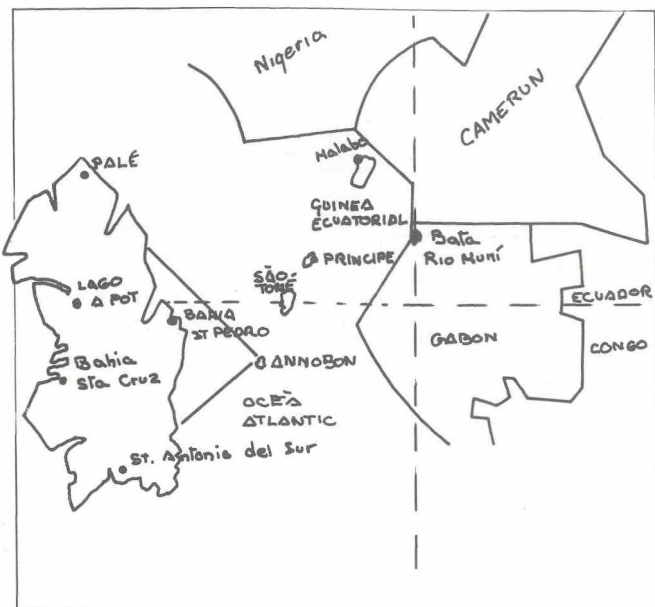 Nigeria
CAMERUN
Malabo
PALÉ
GUINEA
ECUATORIAL
Bata
Rio Muní
PRINCIPE
SÃO-
TOMÉ
LAGO
A POT
BAHIA
ST PEDRO
ECUADOR
GABON
CONGO
Bahia
Sta Cruz
ANNOBON
OCEÀ
ATLANTIC
St. Antonio del Sur